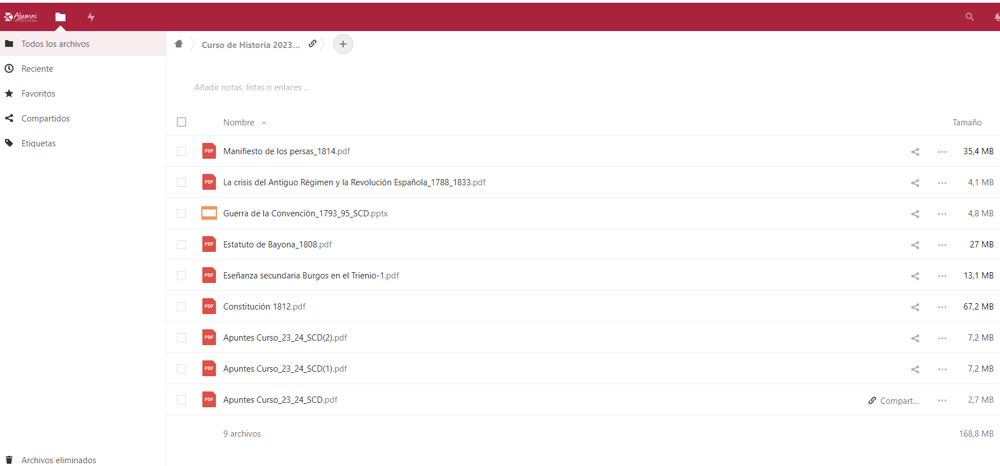 Alumni
Todos los archivos
Reciente
Favoritos
Compartidos
Etiquetas
Archivos eliminados
Curso de Historia 2023...
+
Añadir notas, listas o enlaces ...
Nombre Tamaño
PDF Manifiesto de los persas_1814.pdf 35,4 MB
PDF La crisis del Antiguo Régimen y la Revolución Española_1788_1833.pdf 4,1 MB
Guerra de la Convención_1793_95_SCD.pptx 4,8 MB
PDF Estatuto de Bayona_1808.pdf 27 MB
PDF Eseñanza secundaria Burgos en el Trienio-1.pdf 13,1 MB
PDF Constitución 1812.pdf 67,2 MB
PDF Apuntes Curso_23_24_SCD(2).pdf 7,2 MB
PDF Apuntes Curso_23_24_SCD(1).pdf 7,2 MB
PDF Apuntes Curso_23_24_SCD.pdf Compart... 2,7 MB
9 archivos 168,8 MB